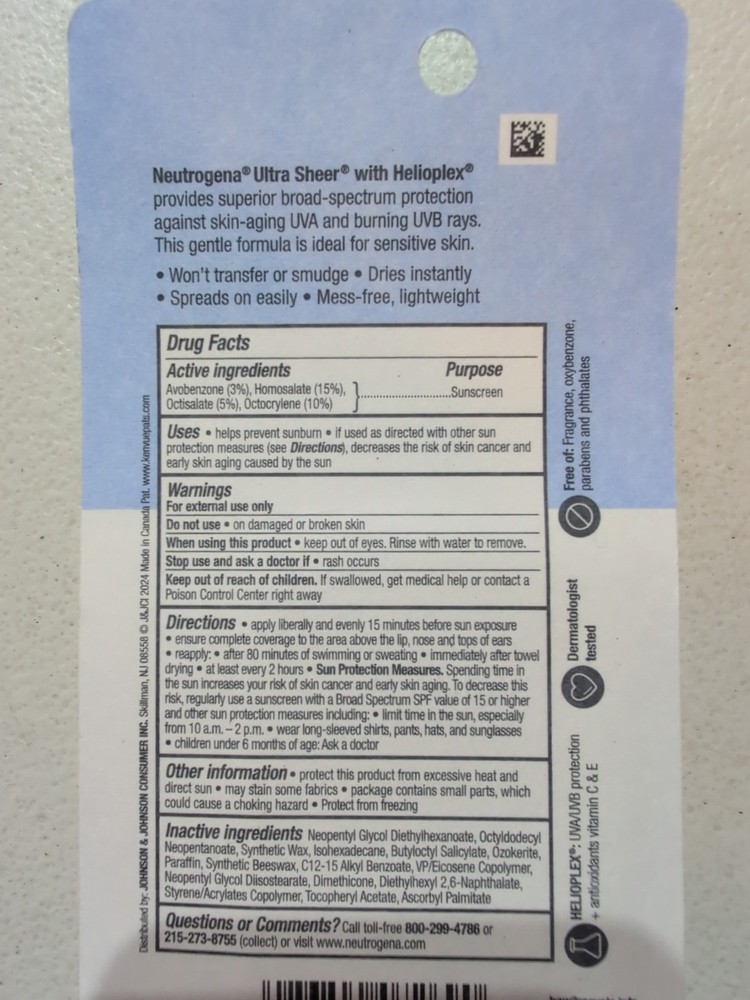 Neutrogena® Ultra Sheer® with Helioplex®
provides superior broad-spectrum protection
against skin-aging UVA and burning UVB rays.
This gentle formula is ideal for sensitive skin.
• Won't transfer or smudge • Dries instantly
• Spreads on easily • Mess-free, lightweight
Drug Facts
Active ingredients Purpose
Avobenzone (3%), Homosalate (15%),
Octisalate (5%), Octocrylene (10%) }........................Sunscreen
Uses • helps prevent sunburn • if used as directed with other sun
protection measures (see Directions), decreases the risk of skin cancer and
early skin aging caused by the sun
Warnings
For external use only
Do not use • on damaged or broken skin
When using this product • keep out of eyes. Rinse with water to remove.
Stop use and ask a doctor if • rash occurs
Keep out of reach of children. If swallowed, get medical help or contact a
Poison Control Center right away
Directions • apply liberally and evenly 15 minutes before sun exposure
• ensure complete coverage to the area above the lip, nose and tops of ears
• reapply: • after 80 minutes of swimming or sweating • immediately after towel
drying • at least every 2 hours • Sun Protection Measures. Spending time in
the sun increases your risk of skin cancer and early skin aging. To decrease this
risk, regularly use a sunscreen with a Broad Spectrum SPF value of 15 or higher
and other sun protection measures including: • limit time in the sun, especially
from 10 a.m. – 2 p.m. • wear long-sleeved shirts, pants, hats, and sunglasses
• children under 6 months of age: Ask a doctor
Other information • protect this product from excessive heat and
direct sun • may stain some fabrics • package contains small parts, which
could cause a choking hazard • Protect from freezing
Inactive ingredients Neopentyl Glycol Diethylhexanoate, Octyldodecyl
Neopentanoate, Synthetic Wax, Isohexadecane, Butyloctyl Salicylate, Ozokerite,
Paraffin, Synthetic Beeswax, C12-15 Alkyl Benzoate, VP/Eicosene Copolymer,
Neopentyl Glycol Diisostearate, Dimethicone, Diethylhexyl 2,6-Naphthalate,
Styrene/Acrylates Copolymer, Tocopheryl Acetate, Ascorbyl Palmitate
Questions or Comments? Call toll-free 800-299-4786 or
215-273-8755 (collect) or visit www.neutrogena.com
Distributed by: JOHNSON & JOHNSON CONSUMER INC. Skillman, NJ 08558 © J&JCI 2024 Made in Canada Pat. www.kenvuepats.com
HELIOPLEX®: UVA/UVB protection
+ antioxidants vitamin C & E
Dermatologist
tested
Free of: Fragrance, oxybenzone,
parabens and phthalates